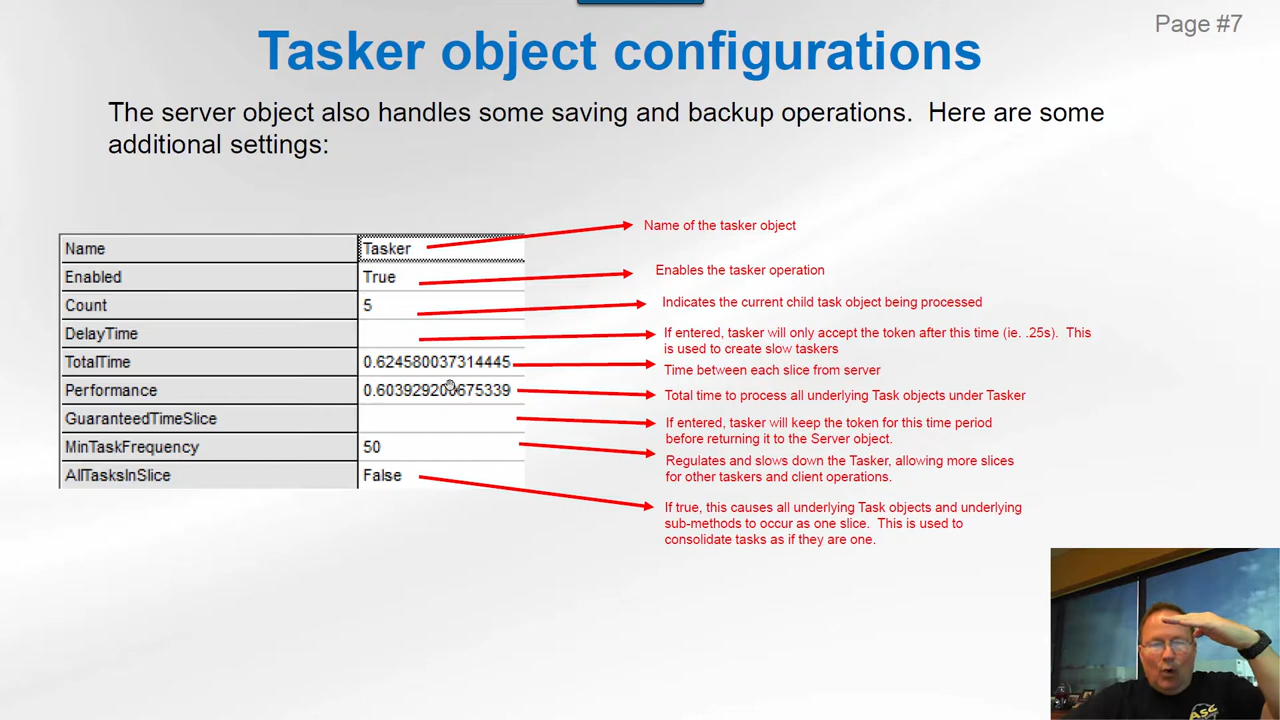 Page #7
Tasker object configurations
The server object also handles some saving and backup operations.  Here are some
additional settings:
Name Tasker
Name of the tasker object
Enabled True
Enables the tasker operation
Count 5
Indicates the current child task object being processed
DelayTime
If entered, tasker will only accept the token after this time (ie. .25s).  This
is used to create slow taskers
TotalTime 0.624580037314445
Time between each slice from server
Performance
Total time to process all underlying Task objects under Tasker
GuaranteedTimeSlice
If entered, tasker will keep the token for this time period
before returning it to the Server object.
MinTaskFrequency 50
Regulates and slows down the Tasker, allowing more slices
for other taskers and client operations.
AllTasksInSlice False
If true, this causes all underlying Task objects and underlying
sub-methods to occur as one slice.  This is used to
consolidate tasks as if they are one.
ASC